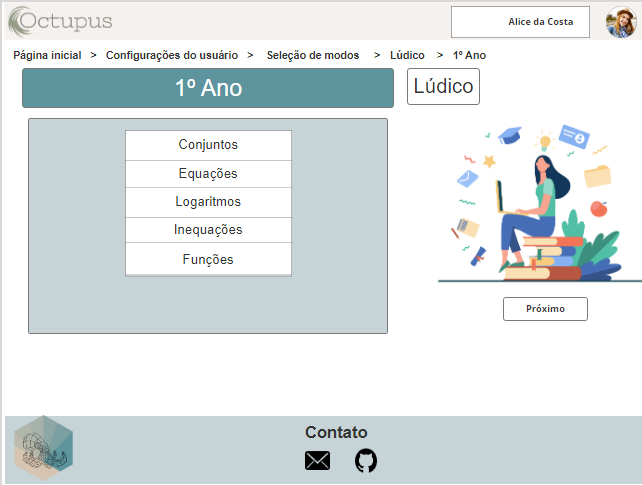 Octupus
Alice da Costa
Página inicial > Configurações do usuário > Seleção de modos > Lúdico > 1º Ano
1º Ano
Lúdico
Conjuntos
Equações
Logaritmos
Inequações
Funções
Próximo
Contato